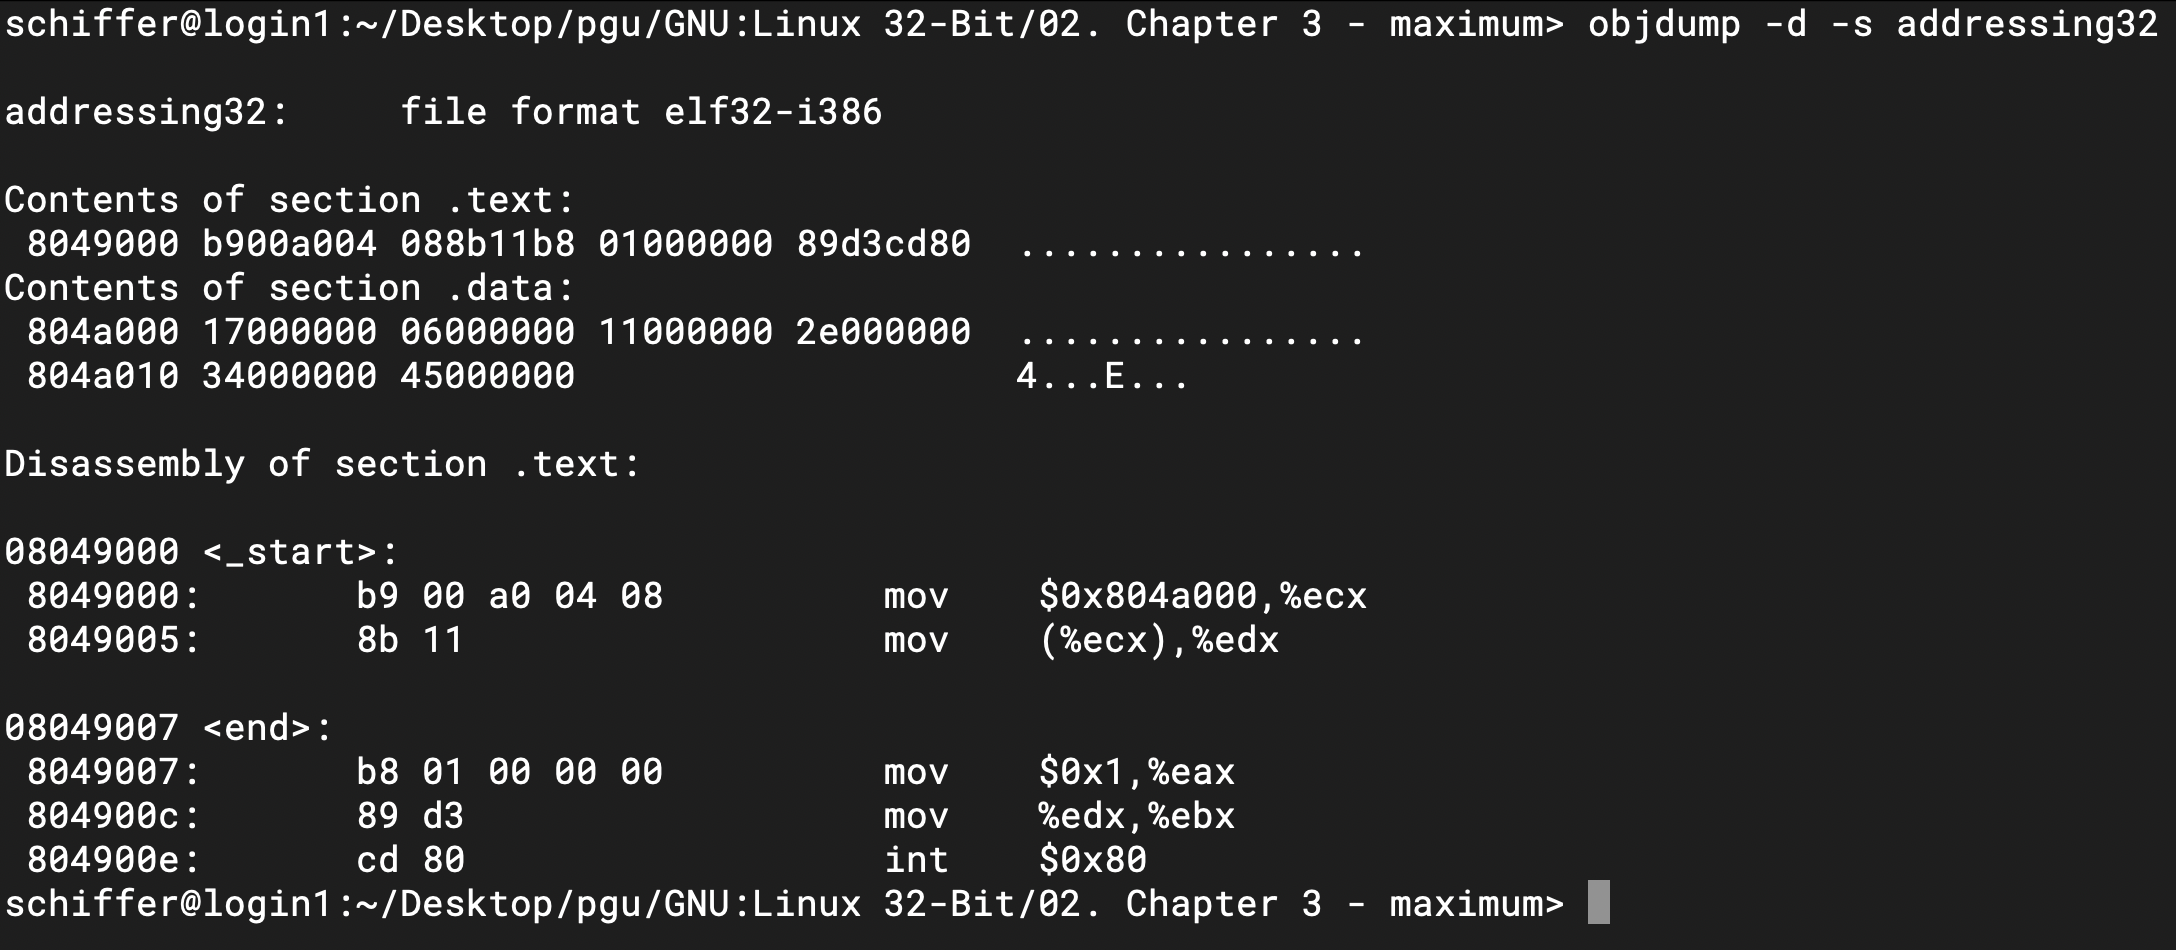 schiffer@login1:~/Desktop/pgu/GNU:Linux 32-Bit/02. Chapter 3 - maximum> objdump -d -s addressing32
addressing32:     file format elf32-i386
Contents of section .text:
 8049000 b900a004 088b11b8 01000000 89d3cd80  ................
Contents of section .data:
 804a000 17000000 06000000 11000000 2e000000  ................
 804a010 34000000 45000000                    4...E...
Disassembly of section .text:
08049000 <_start>:
 8049000:       b9 00 a0 04 08          mov    $0x804a000,%ecx
 8049005:       8b 11                   mov    (%ecx),%edx
08049007 <end>:
 8049007:       b8 01 00 00 00          mov    $0x1,%eax
 804900c:       89 d3                   mov    %edx,%ebx
 804900e:       cd 80                   int    $0x80
schiffer@login1:~/Desktop/pgu/GNU:Linux 32-Bit/02. Chapter 3 - maximum>